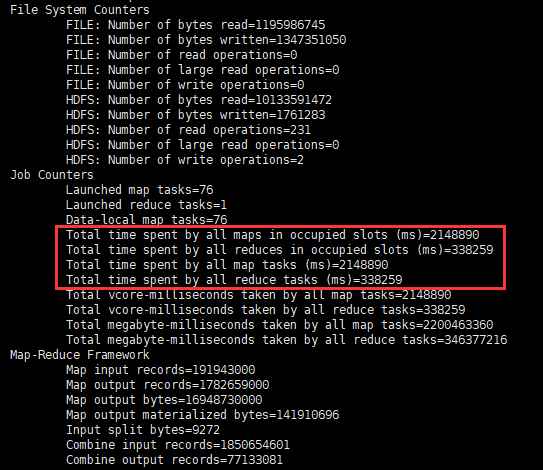 File System Counters
FILE: Number of bytes read=1195986745
FILE: Number of bytes written=1347351050
FILE: Number of read operations=0
FILE: Number of large read operations=0
FILE: Number of write operations=0
HDFS: Number of bytes read=10133591472
HDFS: Number of bytes written=1761283
HDFS: Number of read operations=231
HDFS: Number of large read operations=0
HDFS: Number of write operations=2
Job Counters
Launched map tasks=76
Launched reduce tasks=1
Data-local map tasks=76
Total time spent by all maps in occupied slots (ms)=2148890
Total time spent by all reduces in occupied slots (ms)=338259
Total time spent by all map tasks (ms)=2148890
Total time spent by all reduce tasks (ms)=338259
Total vcore-milliseconds taken by all map tasks=2148890
Total vcore-milliseconds taken by all reduce tasks=338259
Total megabyte-milliseconds taken by all map tasks=2200463360
Total megabyte-milliseconds taken by all reduce tasks=346377216
Map-Reduce Framework
Map input records=191943000
Map output records=1782659000
Map output bytes=16948730000
Map output materialized bytes=141910696
Input split bytes=9272
Combine input records=1850654601
Combine output records=77133081